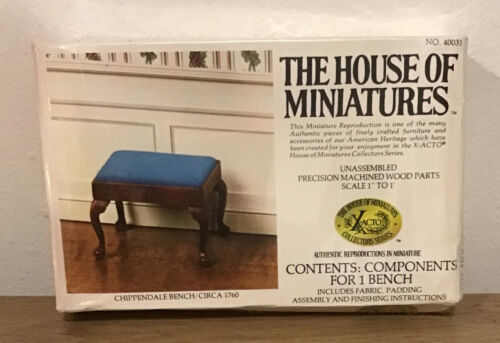 NO. 40031
THE HOUSE OF
MINIATURES™
This Miniature Reproduction is one of the many
Authentic pieces of finely crafted furniture and
accessories of our American Heritage which have
been created for your enjoyment in the X-ACTO®
House of Miniatures Collectors Series.
UNASSEMBLED
PRECISION MACHINED WOOD PARTS
SCALE 1" TO 1'
THE HOUSE OF MINIATURES
X-ACTO
COLLECTORS SERIES
™
AUTHENTIC REPRODUCTIONS IN MINIATURE
CONTENTS: COMPONENTS
FOR 1 BENCH
INCLUDES FABRIC, PADDING
ASSEMBLY AND FINISHING INSTRUCTIONS
CHIPPENDALE BENCH/CIRCA 1760